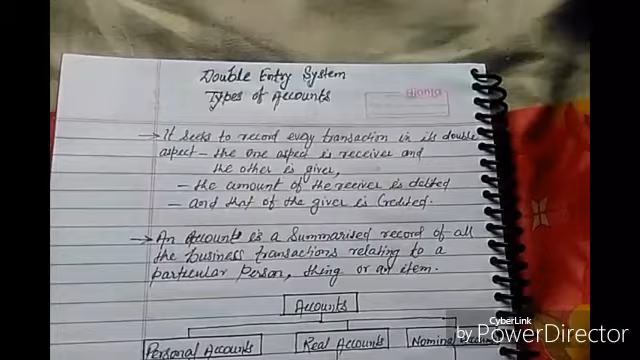 Double Entry System
Types of Accounts
→ It seeks to record every transaction in its double
aspect - the one aspect is receiver and
the other is giver,
- the amount of the reciver is debted
- and that of the giver is Credited.
→ An Account is a Summarised record of all
the business transactions relating to a
particular Person, thing or an item.
Accounts
Personal Accounts
Real Accounts
CyberLink
by PowerDirector